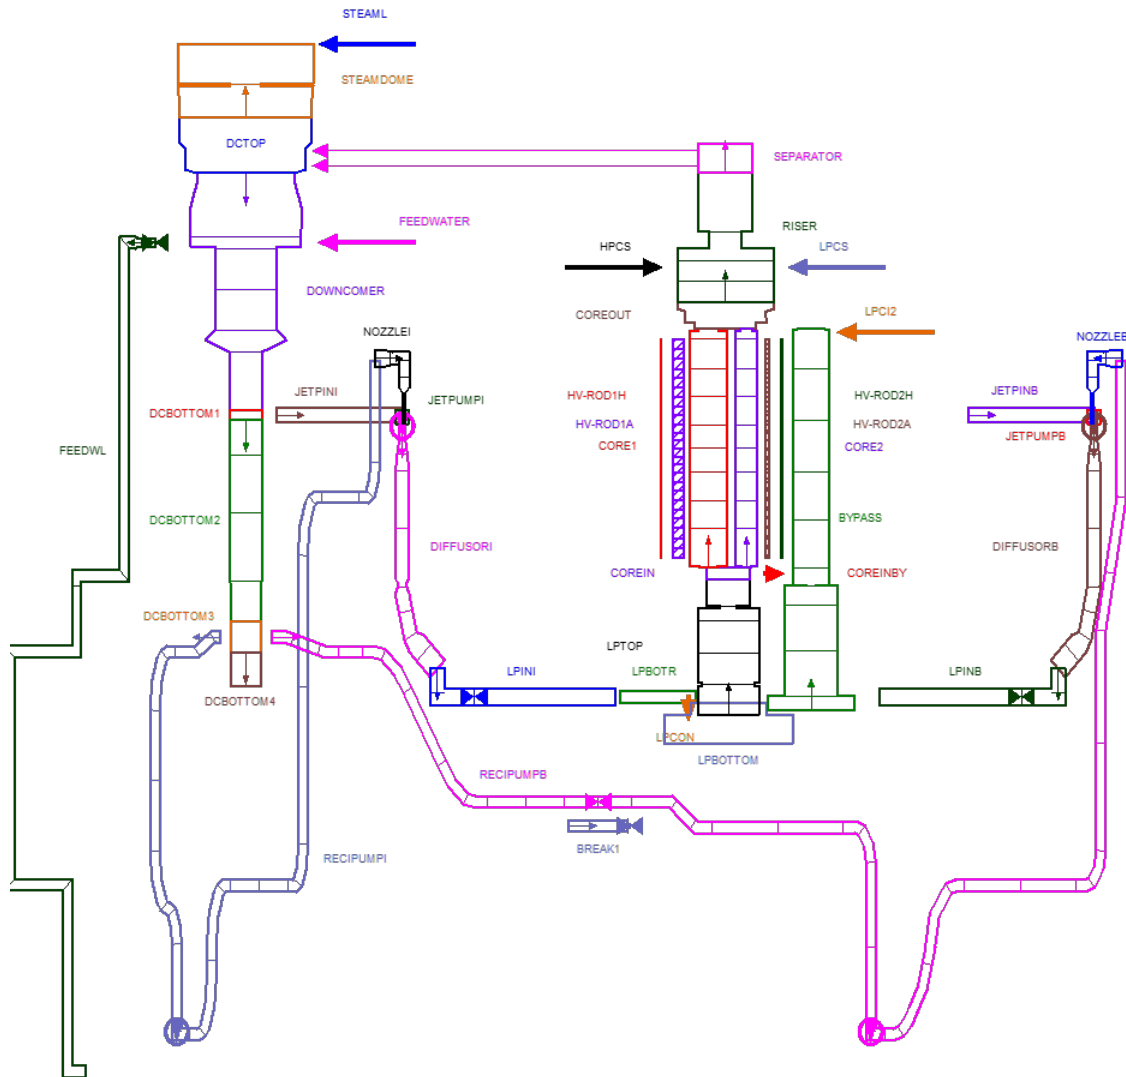 STEAML
STEAMDOME
DCTOP
SEPARATOR
FEEDWATER
RISER
HPCS
LPCS
DOWNCOMER
COREOUT
LPCI2
NOZZLEI
NOZZLEB
JETPINI
JETPUMPI
HV-ROD1H
HV-ROD2H
JETPINB
DCBOTTOM1
HV-ROD1A
HV-ROD2A
JETPUMPB
FEEDWL
CORE1
CORE2
DCBOTTOM2
BYPASS
DIFFUSORI
DIFFUSORB
COREIN
COREINBY
DCBOTTOM3
LPTOP
LPINI
LPBOTR
LPINB
DCBOTTOM4
LPCON
LPBOTTOM
RECIPUMPB
BREAK1
RECIPUMPI